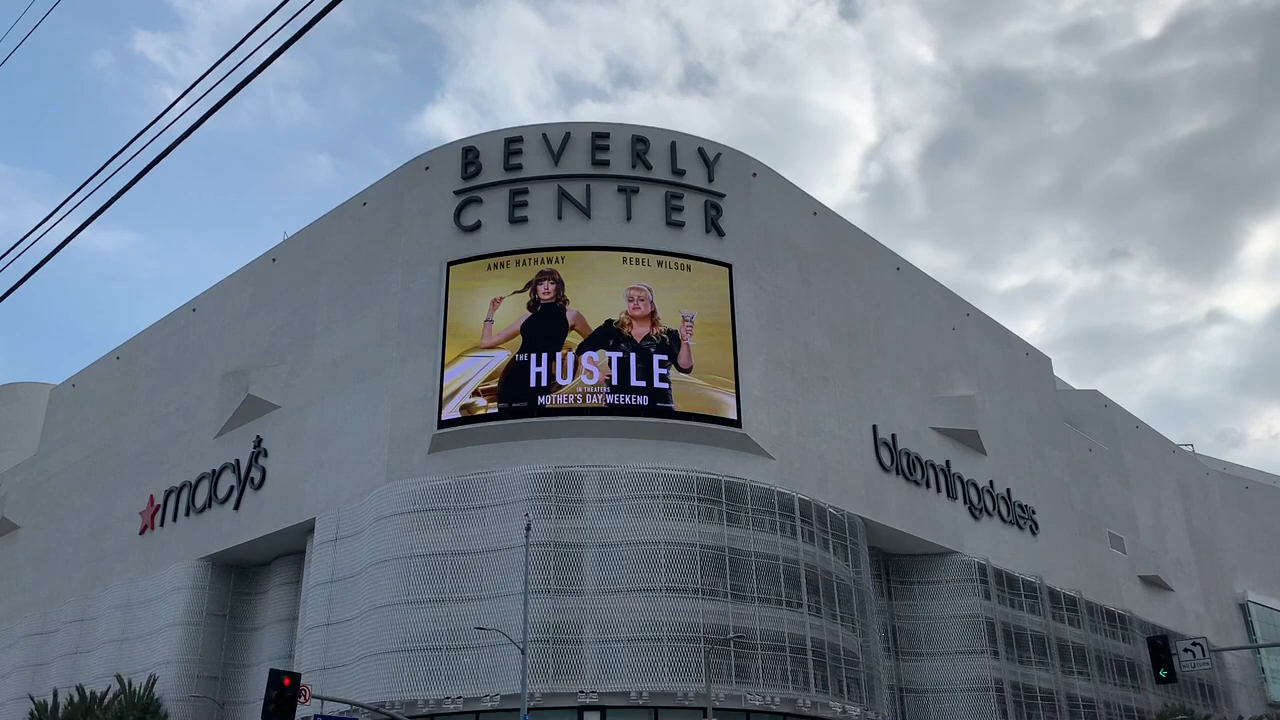 BEVERLY
CENTER
ANNE HATHAWAY REBEL WILSON
THE HUSTLE
IN THEATERS
MOTHER'S DAY WEEKEND
macy's
bloomingdale's